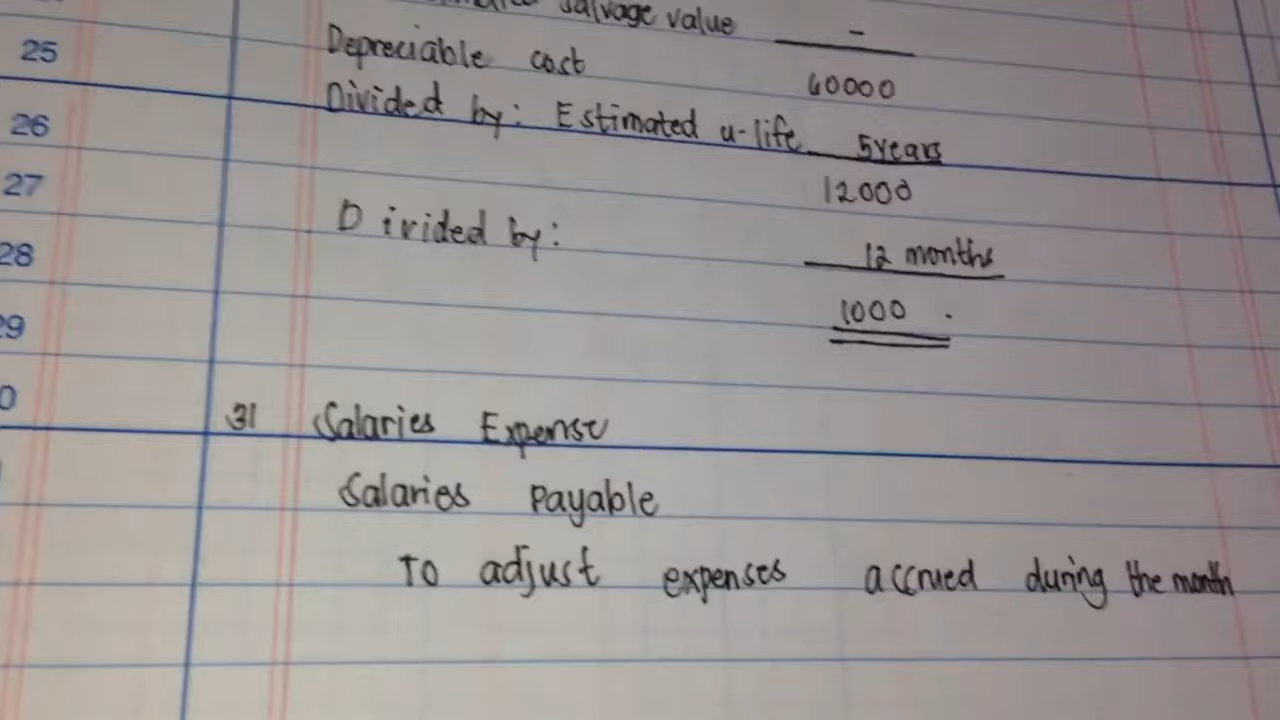 salvage value -
25 Depreciable cost 60000
26 Divided by: Estimated u-life 5years
27 12000
28 Divided by: 12 months
1000
31 Salaries Expense
Salaries Payable
To adjust expenses accrued during the month